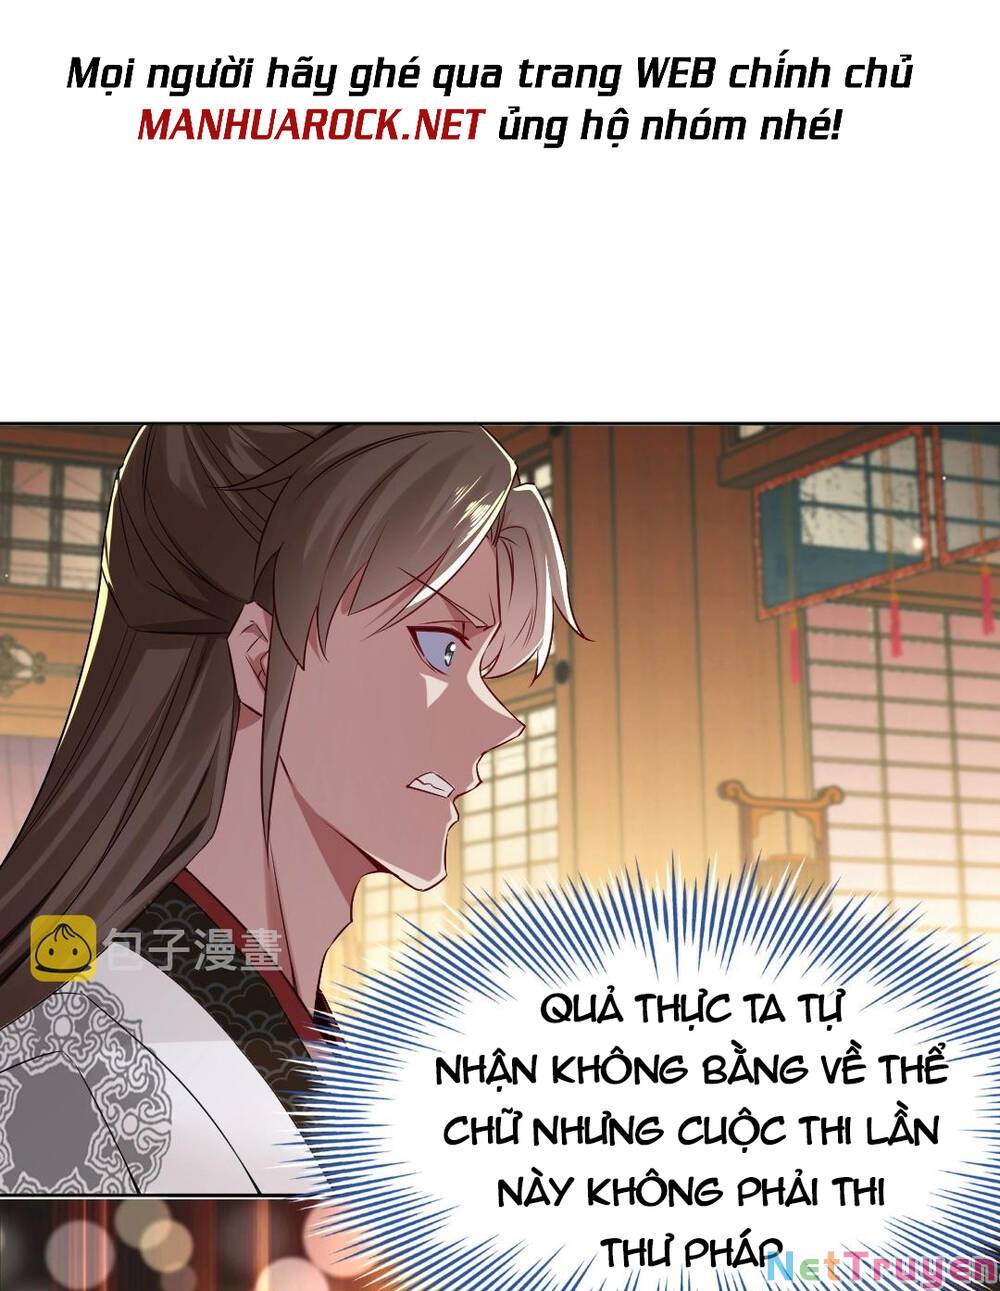 Mọi người hãy ghé qua trang WEB chính chủ
MANHUAROCK.NET ủng hộ nhóm nhé!
包子漫畫
QUẢ THỰC TA TỰ
NHẬN KHÔNG BẰNG VỀ THỂ
CHỮ NHƯNG CUỘC THI LẦN
NÀY KHÔNG PHẢI THI
THƯ PHÁP
NetTruyen